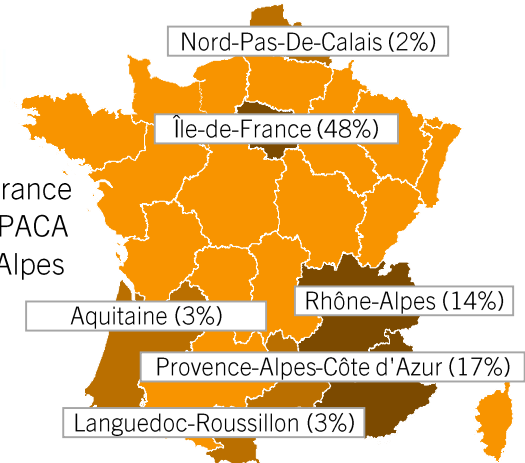 Nord-Pas-De-Calais (2%)
Île-de-France (48%)
rance
PACA
Alpes
Rhône-Alpes (14%)
Aquitaine (3%)
Provence-Alpes-Côte d'Azur (17%)
Languedoc-Roussillon (3%)